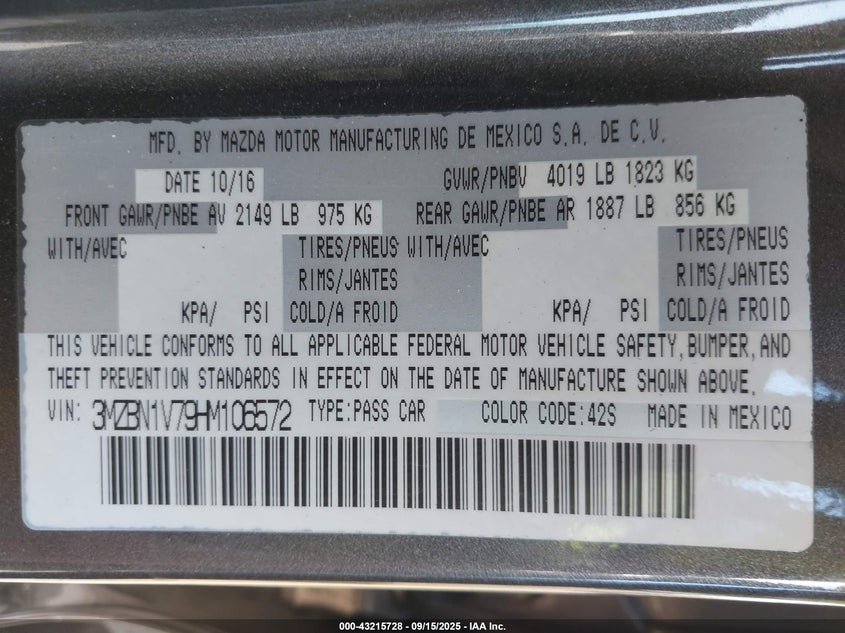 MFD. BY MAZDA MOTOR MANUFACTURING DE MEXICO S.A. DE C.V.
DATE 10/16 GVWR/PNBV 4019 LB 1823 KG
FRONT GAWR/PNBE AV 2149 LB 975 KG REAR GAWR/PNBE AR 1887 LB 856 KG
WITH/AVEC TIRES/PNEUS WITH/AVEC TIRES/PNEUS
RIMS/JANTES RIMS/JANTES
KPA/ PSI COLD/A FROID KPA/ PSI COLD/A FROID
THIS VEHICLE CONFORMS TO ALL APPLICABLE FEDERAL MOTOR VEHICLE SAFETY, BUMPER, AND
THEFT PREVENTION STANDARDS IN EFFECT ON THE DATE OF MANUFACTURE SHOWN ABOVE.
VIN: 3MZBN1V79HM106572 TYPE:PASS CAR COLOR CODE:42S MADE IN MEXICO
000-43215728 - 09/15/2025 - IAA Inc.